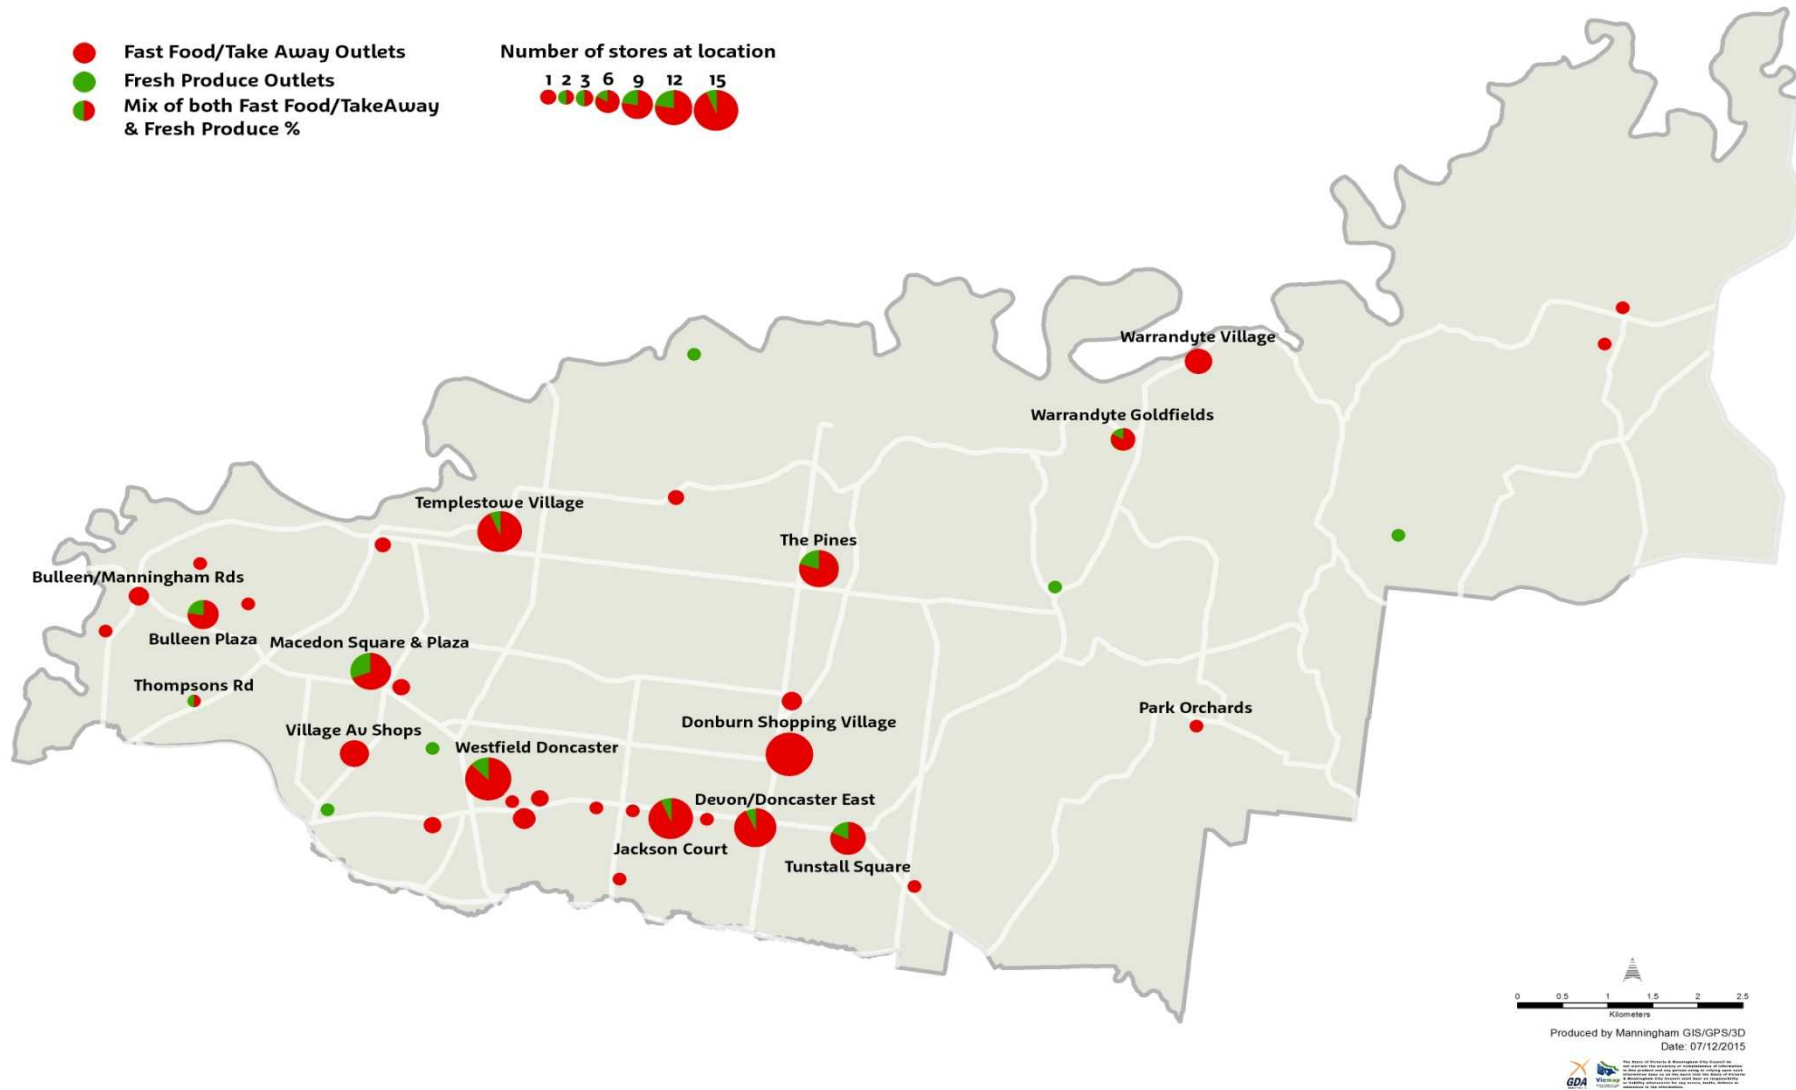 Fast Food/Take Away Outlets
Fresh Produce Outlets
Mix of both Fast Food/TakeAway
& Fresh Produce %
Number of stores at location
1 2 3 6 9 12 15
Warrandyte Village
Warrandyte Goldfields
Templestowe Village
The Pines
Bulleen/Manningham Rds
Bulleen Plaza
Macedon Square & Plaza
Thompsons Rd
Park Orchards
Donburn Shopping Village
Village Av Shops
Westfield Doncaster
Devon/Doncaster East
Jackson Court
Tunstall Square
0 0.5 1 1.5 2 2.5
Kilometers
Produced by Manningham GIS/GPS/3D
Date: 07/12/2015
GDA
Vicmap